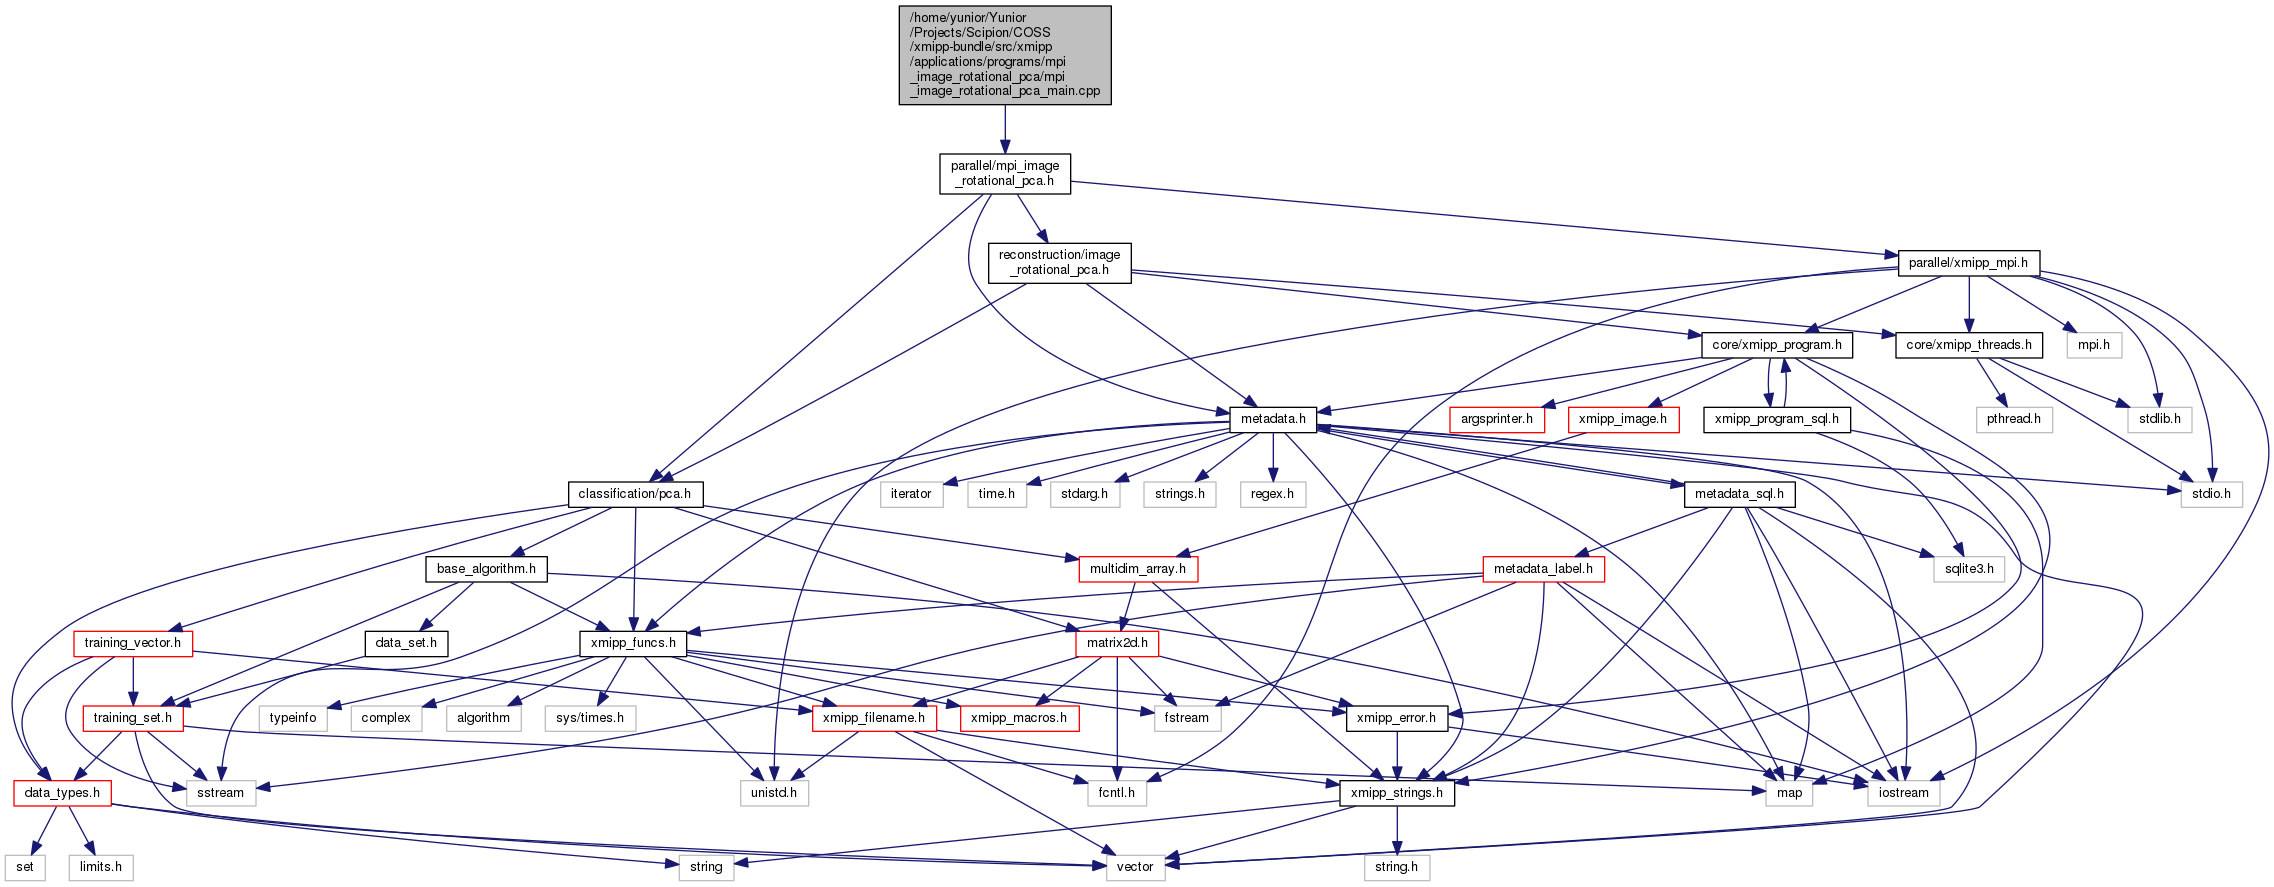 /home/yunior/Yunior
/Projects/Scipion/COSS
/xmipp-bundle/src/xmipp
/applications/programs/mpi
_image_rotational_pca/mpi
_image_rotational_pca_main.cpp
parallel/mpi_image
_rotational_pca.h
reconstruction/image
_rotational_pca.h
parallel/xmipp_mpi.h
core/xmipp_program.h
core/xmipp_threads.h
mpi.h
metadata.h
argsprinter.h
xmipp_image.h
xmipp_program_sql.h
pthread.h
stdlib.h
classification/pca.h
iterator
time.h
stdarg.h
strings.h
regex.h
metadata_sql.h
stdio.h
base_algorithm.h
multidim_array.h
metadata_label.h
sqlite3.h
training_vector.h
data_set.h
xmipp_funcs.h
matrix2d.h
training_set.h
typeinfo
complex
algorithm
sys/times.h
xmipp_filename.h
xmipp_macros.h
fstream
xmipp_error.h
data_types.h
sstream
unistd.h
fcntl.h
xmipp_strings.h
map
iostream
set
limits.h
string
vector
string.h